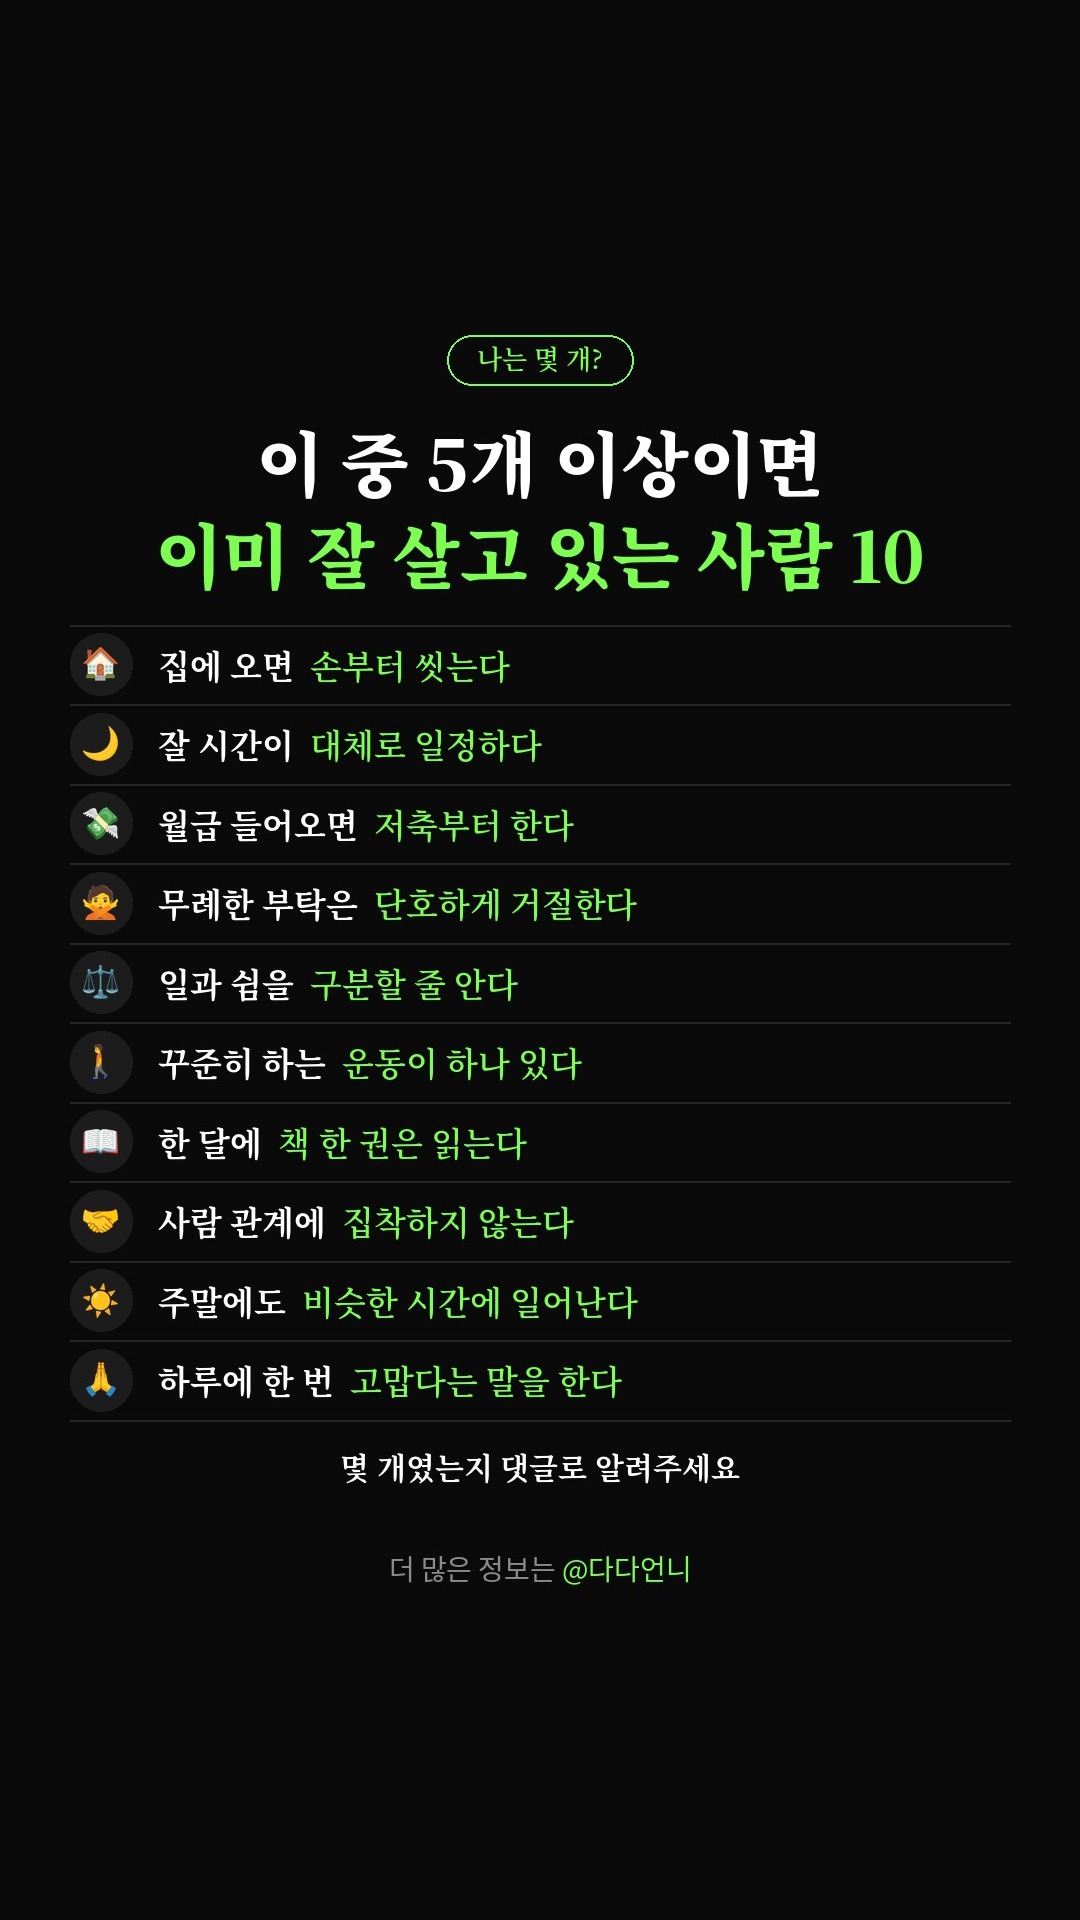 나는 몇 개?
이 중 5개 이상이면
이미 잘 살고 있는 사람 10
집에 오면 손부터 씻는다
잘 시간이 대체로 일정하다
월급 들어오면 저축부터 한다
무례한 부탁은 단호하게 거절한다
일과 쉼을 구분할 줄 안다
꾸준히 하는 운동이 하나 있다
한 달에 책 한 권은 읽는다
사람 관계에 집착하지 않는다
주말에도 비슷한 시간에 일어난다
하루에 한 번 고맙다는 말을 한다
몇 개였는지 댓글로 알려주세요
더 많은 정보는 @다다언니